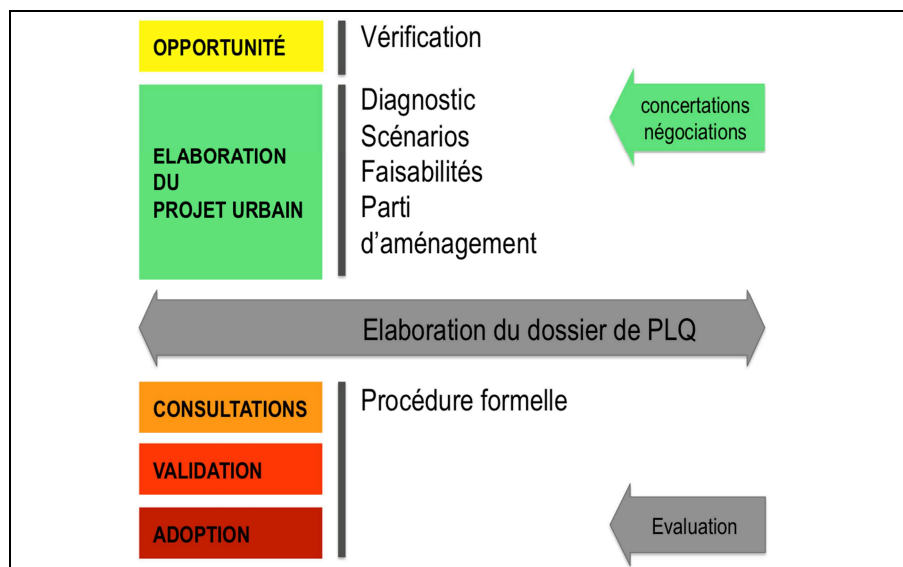 OPPORTUNITÉ
Vérification
ELABORATION
DU
PROJET URBAIN
Diagnostic
Scénarios
Faisabilités
Parti
d'aménagement
concertations
négociations
Elaboration du dossier de PLQ
CONSULTATIONS
Procédure formelle
VALIDATION
ADOPTION
Evaluation